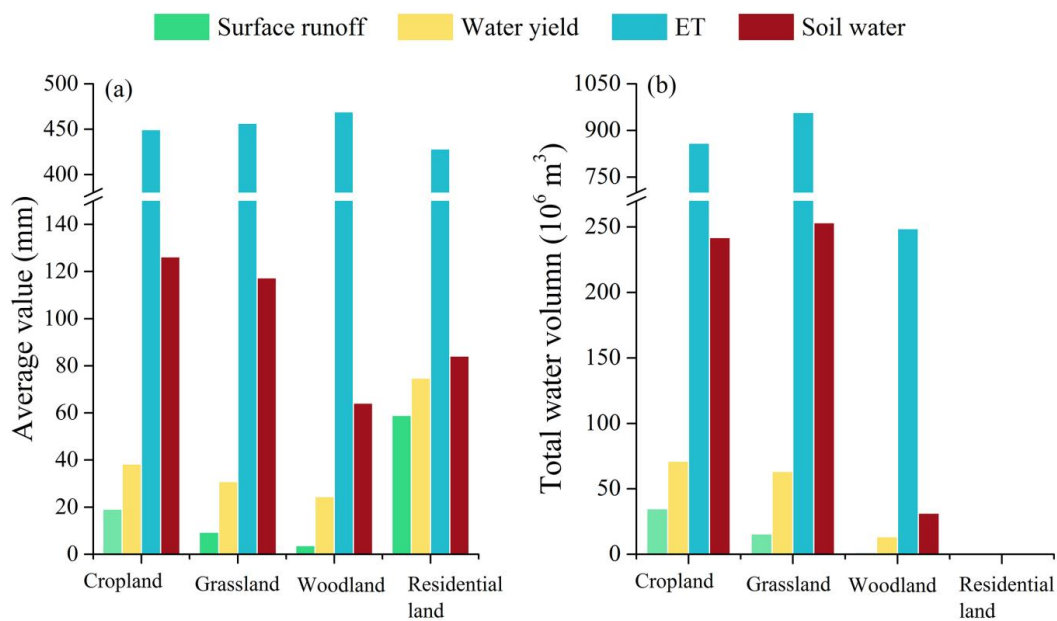 Surface runoff Water yield ET Soil water
(a)
500
450
400
140
120
100
80
60
40
20
0
Average value (mm)
Cropland Grassland Woodland Residential land
(b)
1050
900
750
250
200
150
100
50
0
Total water volumn (10⁶ m³)
Cropland Grassland Woodland Residential land